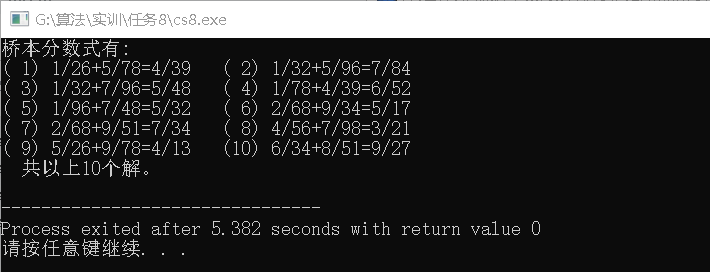 G:\算法\实训\任务8\cs8.exe
桥本分数式有:
( 1) 1/26+5/78=4/39   ( 2) 1/32+5/96=7/84
( 3) 1/32+7/96=5/48   ( 4) 1/78+4/39=6/52
( 5) 1/96+7/48=5/32   ( 6) 2/68+9/34=5/17
( 7) 2/68+9/51=7/34   ( 8) 4/56+7/98=3/21
( 9) 5/26+9/78=4/13   (10) 6/34+8/51=9/27
  共以上10个解。
--------------------------------
Process exited after 5.382 seconds with return value 0
请按任意键继续. . .